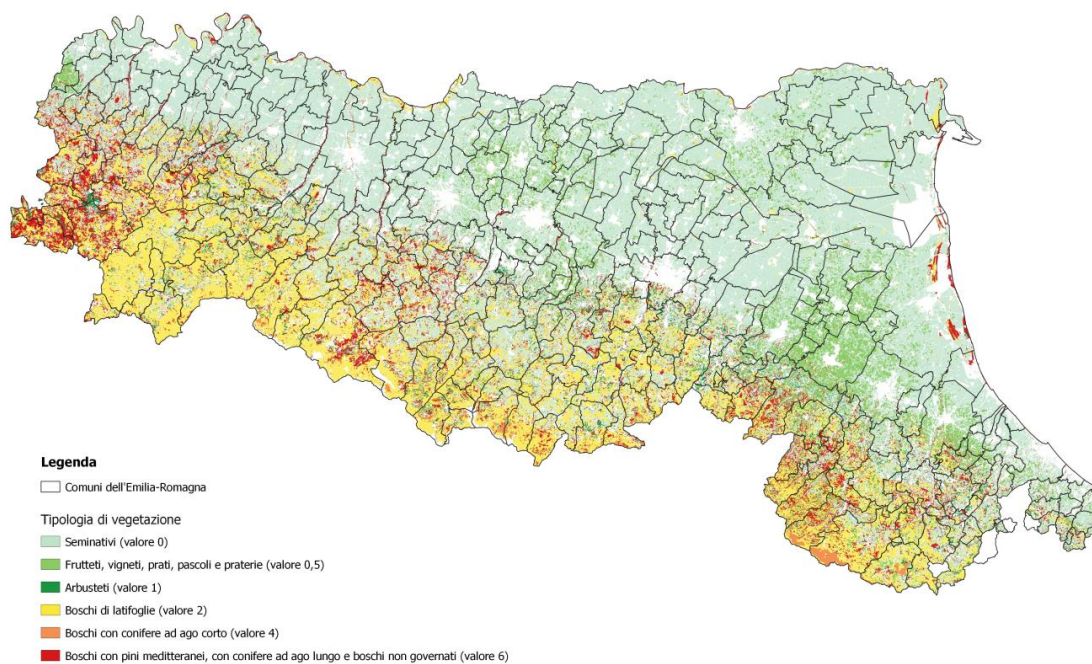 Legenda
Comuni dell'Emilia-Romagna
Tipologia di vegetazione
Seminativi (valore 0)
Frutteti, vigneti, prati, pascoli e praterie (valore 0,5)
Arbusteti (valore 1)
Boschi di latifoglie (valore 2)
Boschi con conifere ad ago corto (valore 4)
Boschi con pini meditteranei, con conifere ad ago lungo e boschi non governati (valore 6)